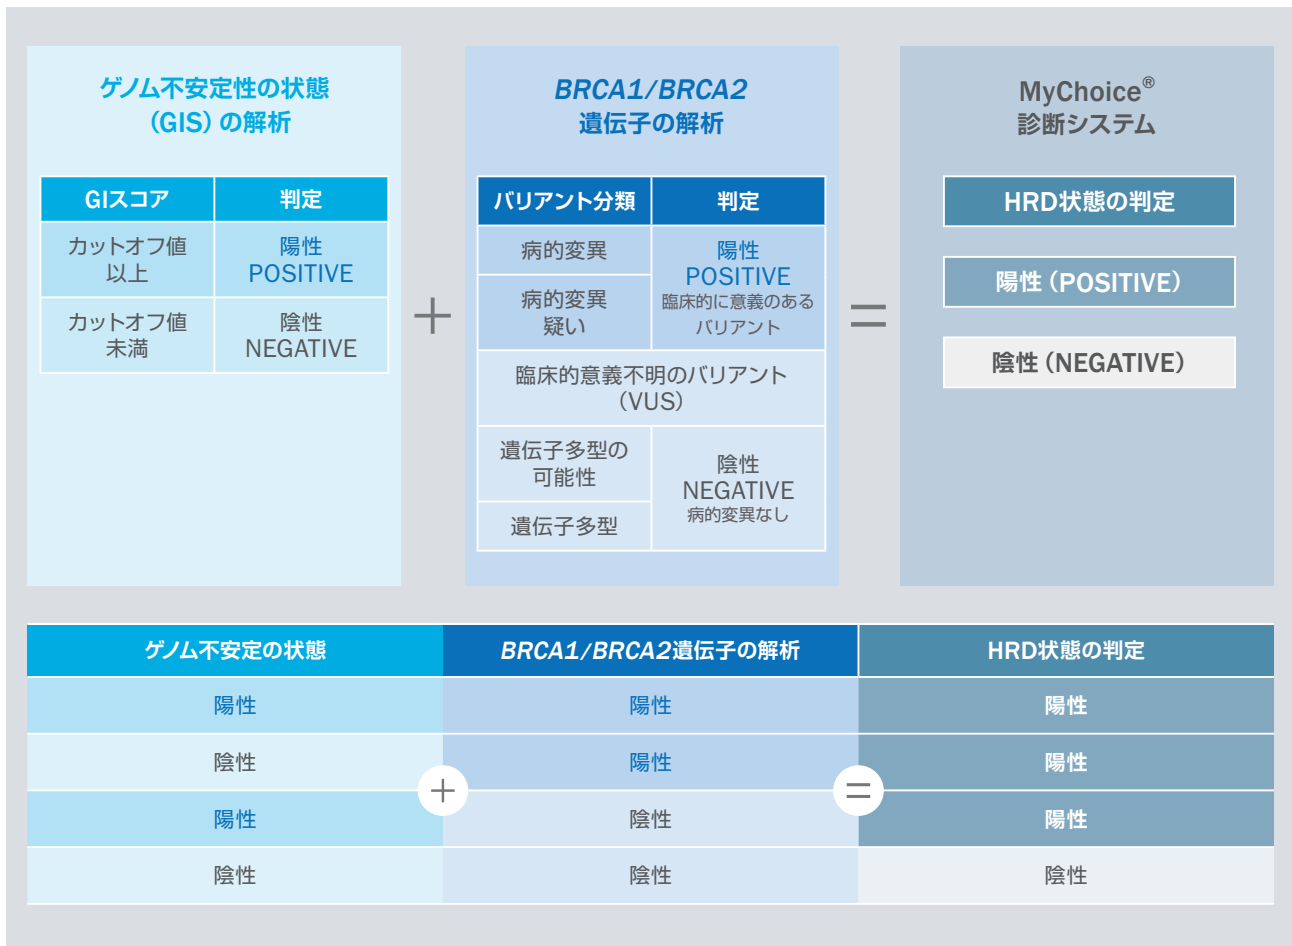 ゲノム不安定性の状態
（GIS）の解析
GIスコア
判定
カットオフ値
以上
陽性
POSITIVE
カットオフ値
未満
陰性
NEGATIVE
+
BRCA1/BRCA2
遺伝子の解析
バリアント分類
判定
病的変異
病的変異
疑い
陽性
POSITIVE
臨床的に意義のある
バリアント
臨床的意義不明のバリアント
（VUS）
遺伝子多型の
可能性
遺伝子多型
陰性
NEGATIVE
病的変異なし
=
MyChoice®
診断システム
HRD状態の判定
陽性（POSITIVE）
陰性（NEGATIVE）
ゲノム不安定の状態
BRCA1/BRCA2遺伝子の解析
HRD状態の判定
陽性
陽性
陽性
陰性
陽性
陽性
+
=
陽性
陰性
陽性
陰性
陰性
陰性